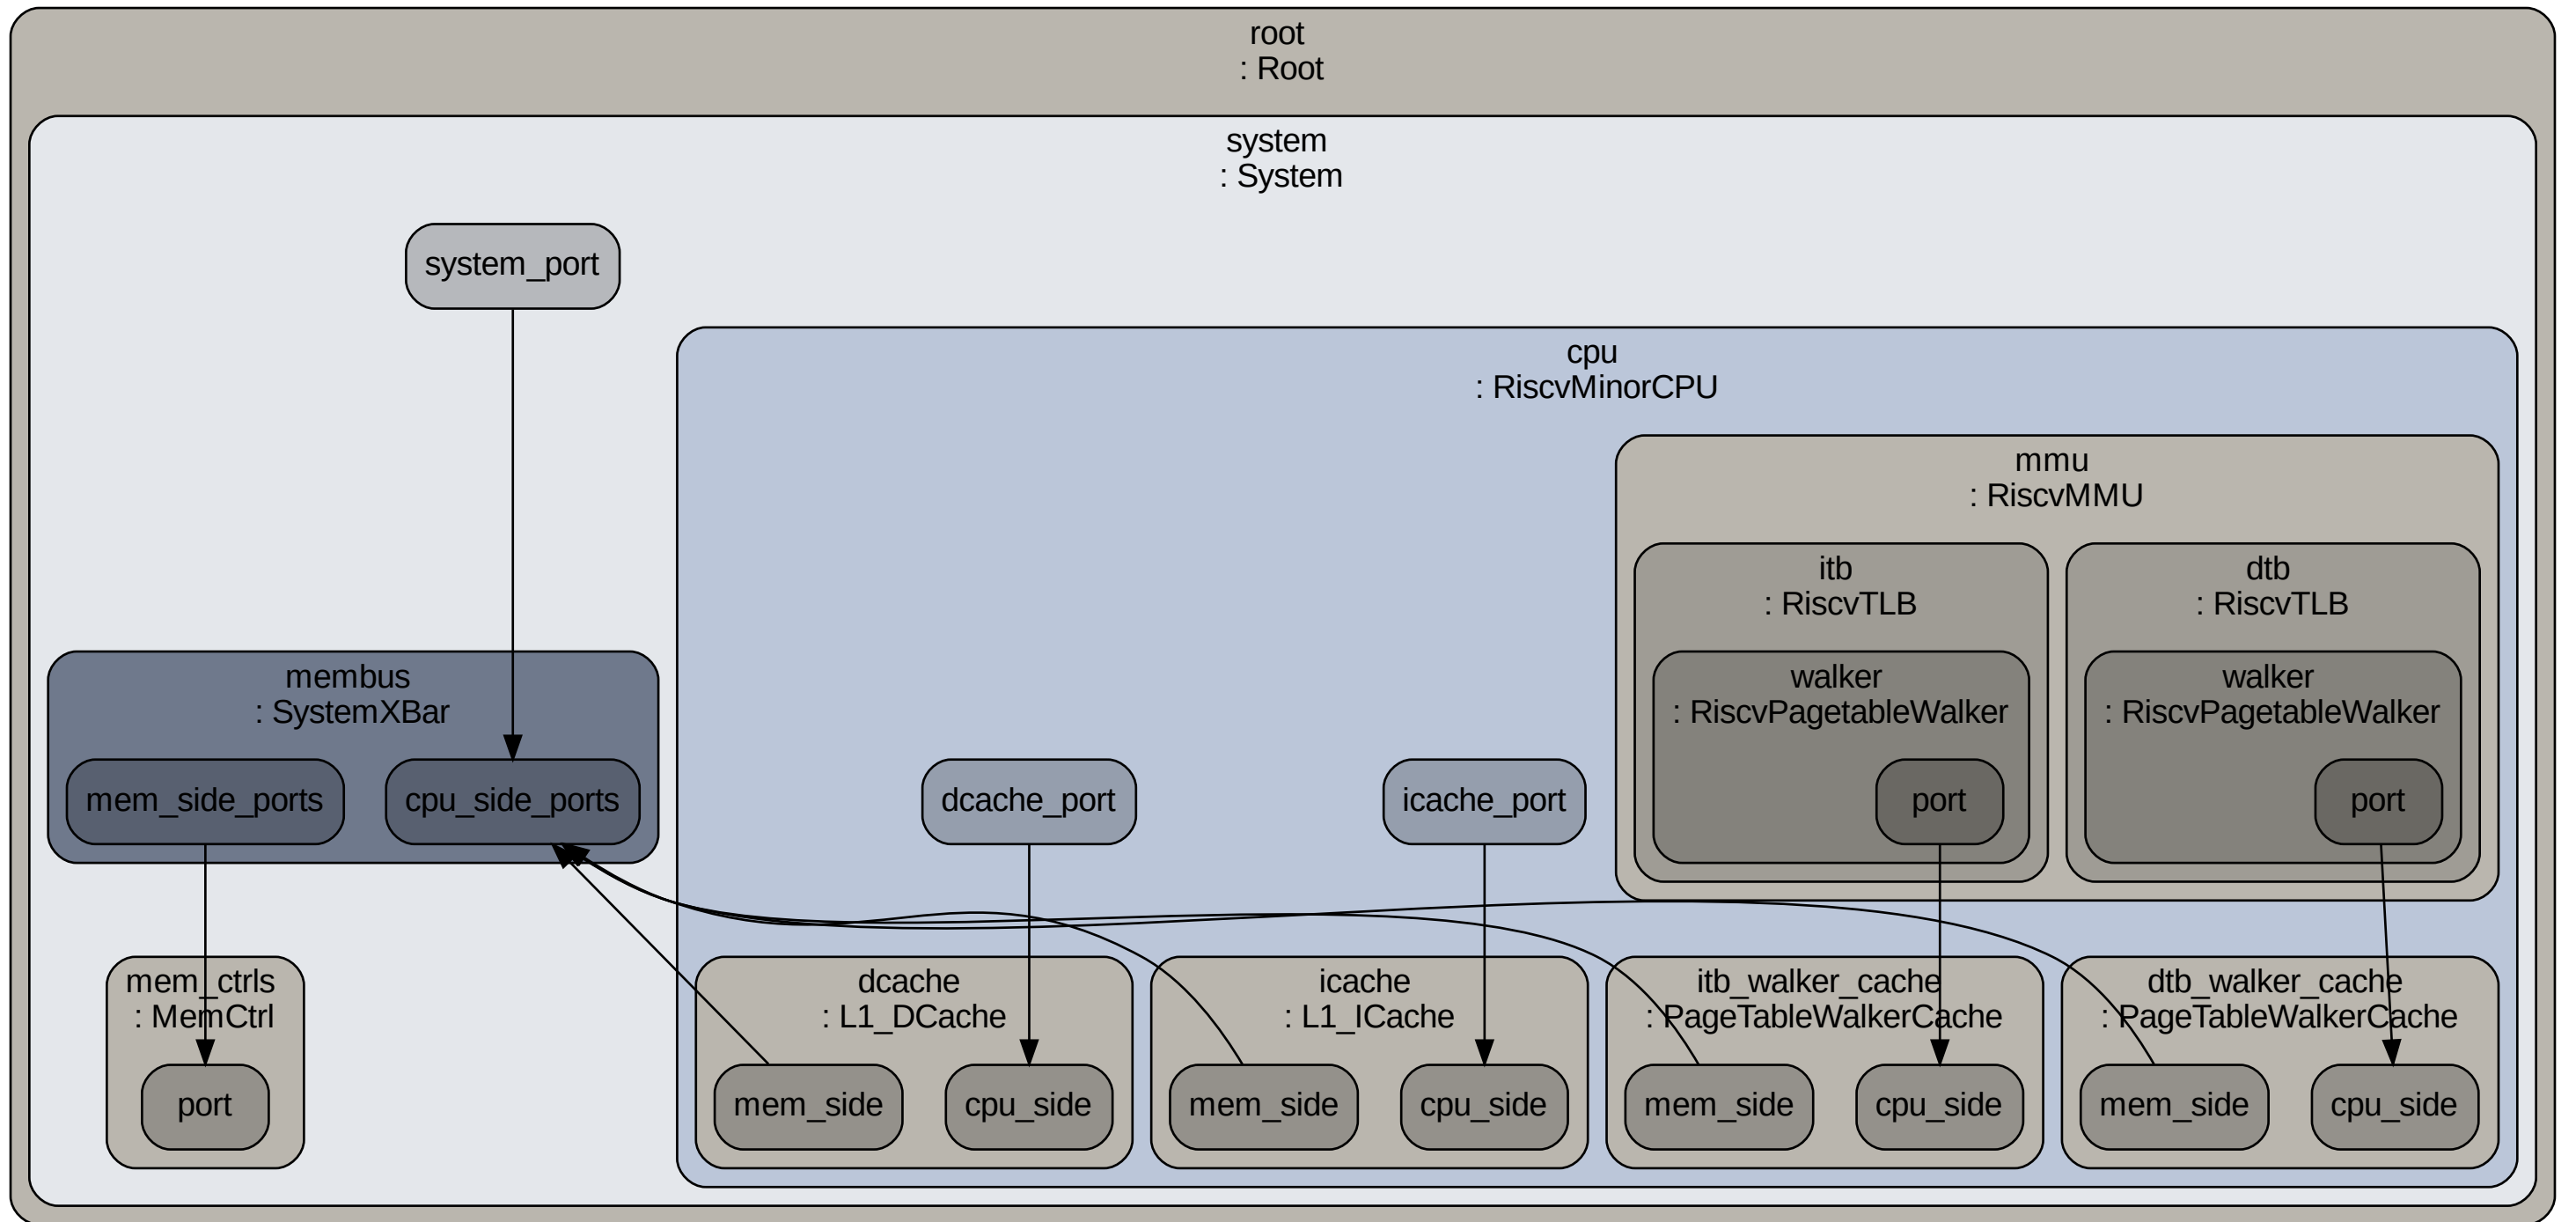 root
: Root
system
: System
system_port
cpu
: RiscvMinorCPU
mmu
: RiscvMMU
itb
: RiscvTLB
dtb
: RiscvTLB
membus
: SystemXBar
walker
: RiscvPagetableWalker
walker
: RiscvPagetableWalker
mem_side_ports
cpu_side_ports
dcache_port
icache_port
port
port
mem_ctrls
: MemCtrl
dcache
: L1_DCache
icache
: L1_ICache
itb_walker_cache
: PageTableWalkerCache
dtb_walker_cache
: PageTableWalkerCache
port
mem_side
cpu_side
mem_side
cpu_side
mem_side
cpu_side
mem_side
cpu_side